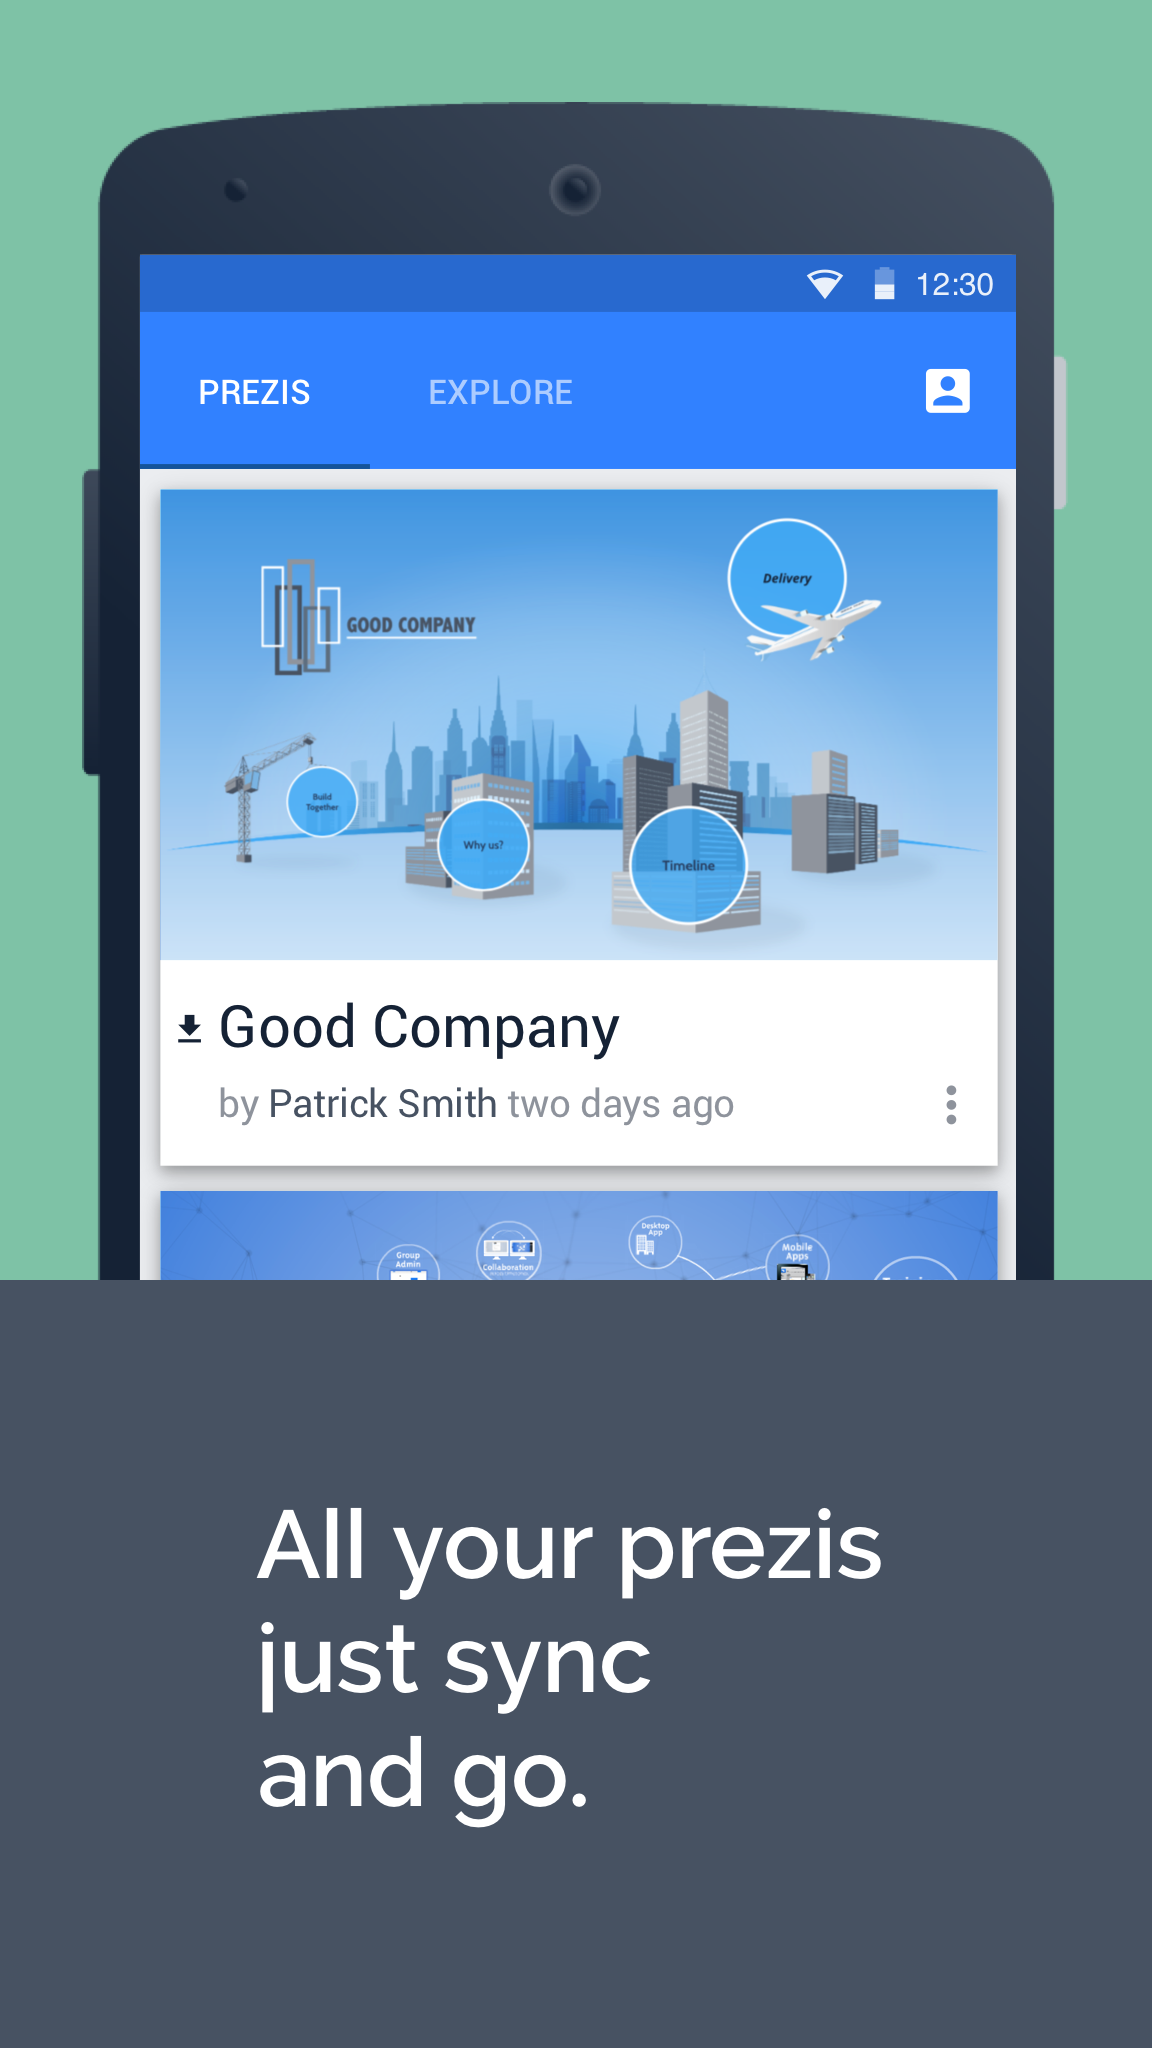 12:30
PREZIS EXPLORE
Delivery
GOOD COMPANY
Build
Together
Why us?
Timeline
Good Company
by Patrick Smith two days ago
Desktop
App
Group
Admin
Collaboration
Mobile
Apps
All your prezis
just sync
and go.